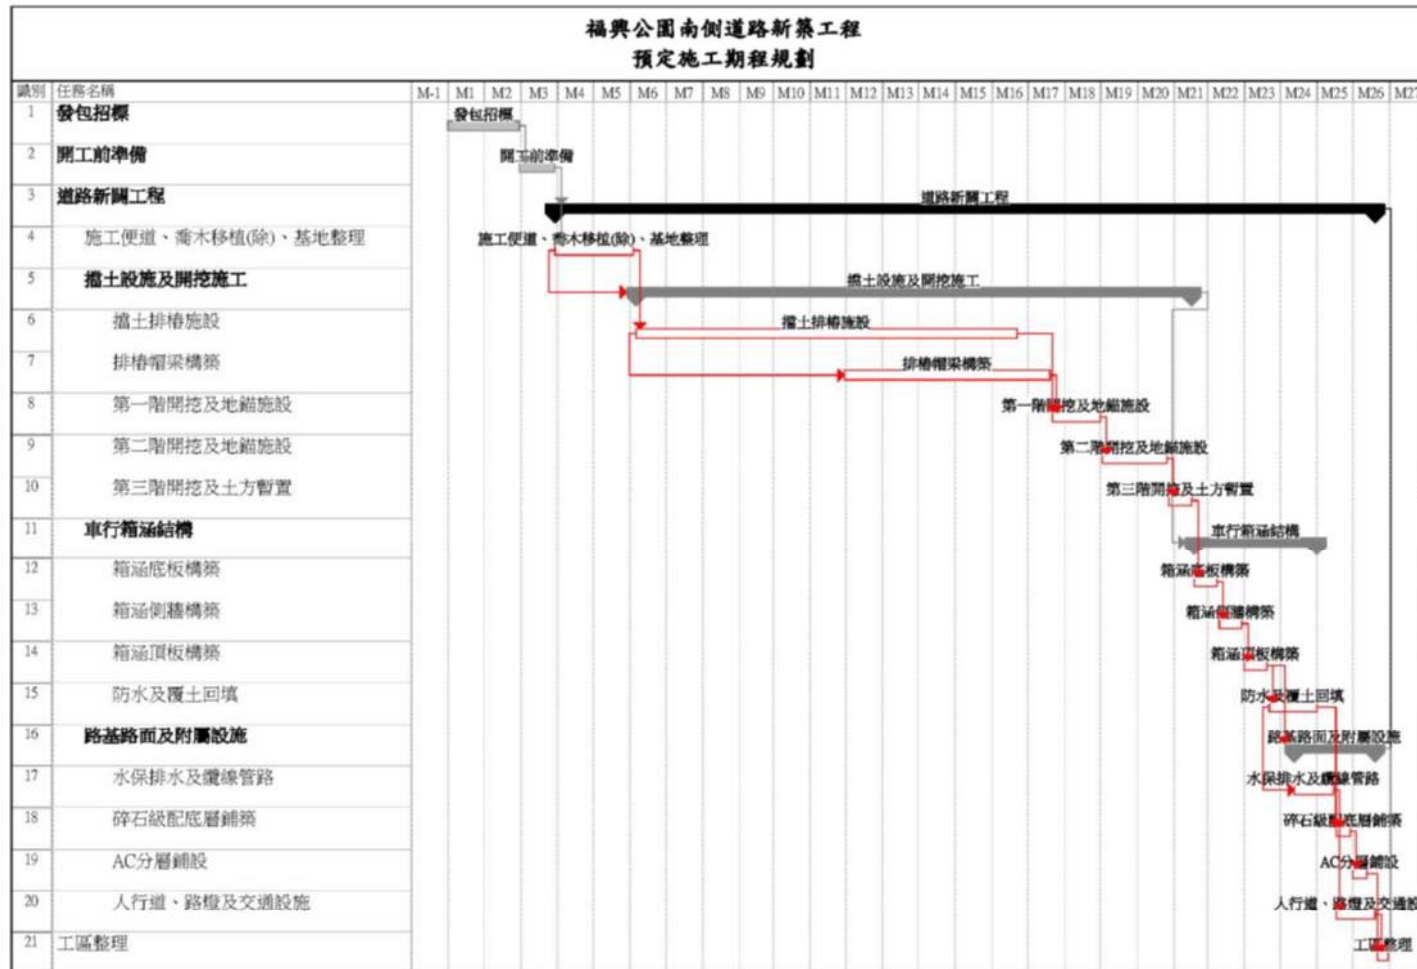 福興公園南側道路新築工程
預定施工期程規劃
識別 任務名稱 M-1 M1 M2 M3 M4 M5 M6 M7 M8 M9 M10 M11 M12 M13 M14 M15 M16 M17 M18 M19 M20 M21 M22 M23 M24 M25 M26 M27
1 發包招標 發包招標
2 開工前準備 開工前準備
3 道路新闢工程 道路新闢工程
4 施工便道、喬木移植(除)、基地整理 施工便道、喬木移植(除)、基地整理
5 擋土設施及開挖施工 擋土設施及開挖施工
6 擋土排樁施設 擋土排樁施設
7 排樁帽梁構築 排樁帽梁構築
8 第一階開挖及地錨施設 第一階開挖及地錨施設
9 第二階開挖及地錨施設 第二階開挖及地錨施設
10 第三階開挖及土方暫置 第三階開挖及土方暫置
11 車行箱涵結構 車行箱涵結構
12 箱涵底板構築 箱涵底板構築
13 箱涵側牆構築 箱涵側牆構築
14 箱涵頂板構築 箱涵頂板構築
15 防水及覆土回填 防水及覆土回填
16 路基路面及附屬設施 路基路面及附屬設施
17 水保排水及纜線管路 水保排水及纜線管路
18 碎石級配底層鋪築 碎石級配底層鋪築
19 AC分層鋪設 AC分層鋪設
20 人行道、路燈及交通設施 人行道、路燈及交通設
21 工區整理 工區整理